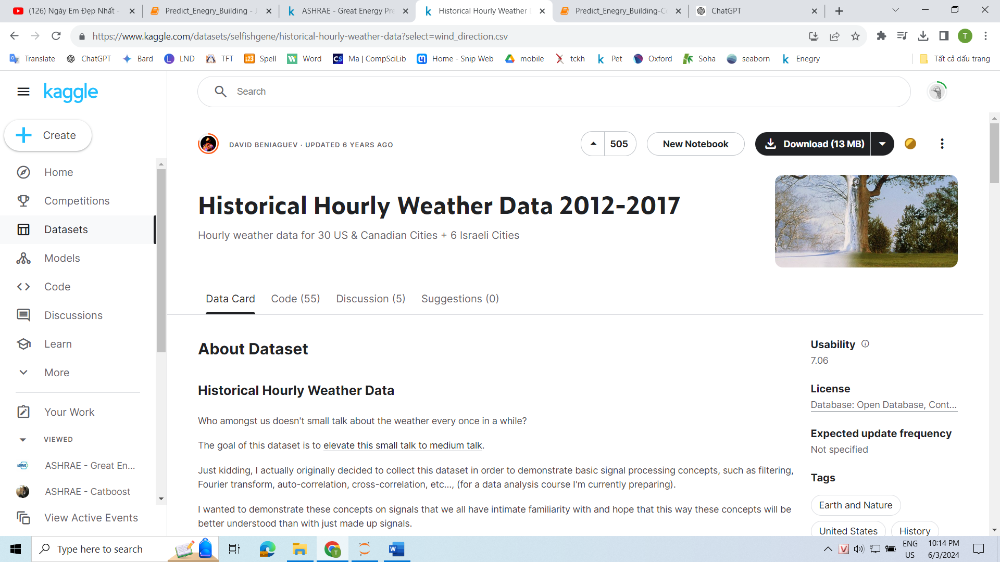 (126) Ngày Em Đẹp Nhất -
Predict_Enegry_Building - J
ASHRAE - Great Energy Pre
Historical Hourly Weather D
Predict_Enegry_Building-Co
ChatGPT
https://www.kaggle.com/datasets/selfishgene/historical-hourly-weather-data?select=wind_direction.csv
T
Translate
ChatGPT
Bard
LND
TFT
Spell
Word
Ma | CompSciLib
Home - Snip Web
mobile
tckh
Pet
Oxford
Soha
seaborn
Enegry
Tất cả dấu trang
kaggle
Search
Create
DAVID BENIAGUEV · UPDATED 6 YEARS AGO
505
New Notebook
Download (13 MB)
Home
Competitions
Datasets
Models
Code
Discussions
Learn
More
Your Work
VIEWED
ASHRAE - Great En...
ASHRAE - Catboost
View Active Events
Historical Hourly Weather Data 2012-2017
Hourly weather data for 30 US & Canadian Cities + 6 Israeli Cities
Data Card
Code (55)
Discussion (5)
Suggestions (0)
About Dataset
Historical Hourly Weather Data
Who amongst us doesn't small talk about the weather every once in a while?
The goal of this dataset is to elevate this small talk to medium talk.
Just kidding, I actually originally decided to collect this dataset in order to demonstrate basic signal processing concepts, such as filtering,
Fourier transform, auto-correlation, cross-correlation, etc..., (for a data analysis course I'm currently preparing).
I wanted to demonstrate these concepts on signals that we all have intimate familiarity with and hope that this way these concepts will be
better understood than with just made up signals.
Usability
7.06
License
Database: Open Database, Cont...
Expected update frequency
Not specified
Tags
Earth and Nature
United States
History
Type here to search
ENG
US
10:14 PM
6/3/2024